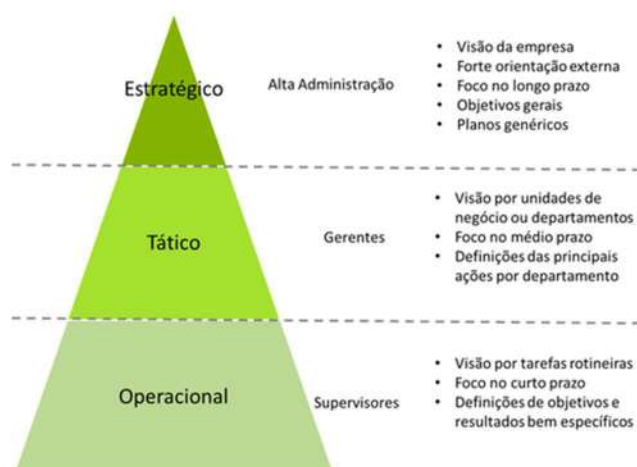 Estratégico
Alta Administração
• Visão da empresa
• Forte orientação externa
• Foco no longo prazo
• Objetivos gerais
• Planos genéricos
Tático
Gerentes
• Visão por unidades de
negócio ou departamentos
• Foco no médio prazo
• Definições das principais
ações por departamento
Operacional
Supervisores
• Visão por tarefas rotineiras
• Foco no curto prazo
• Definições de objetivos e
resultados bem específicos